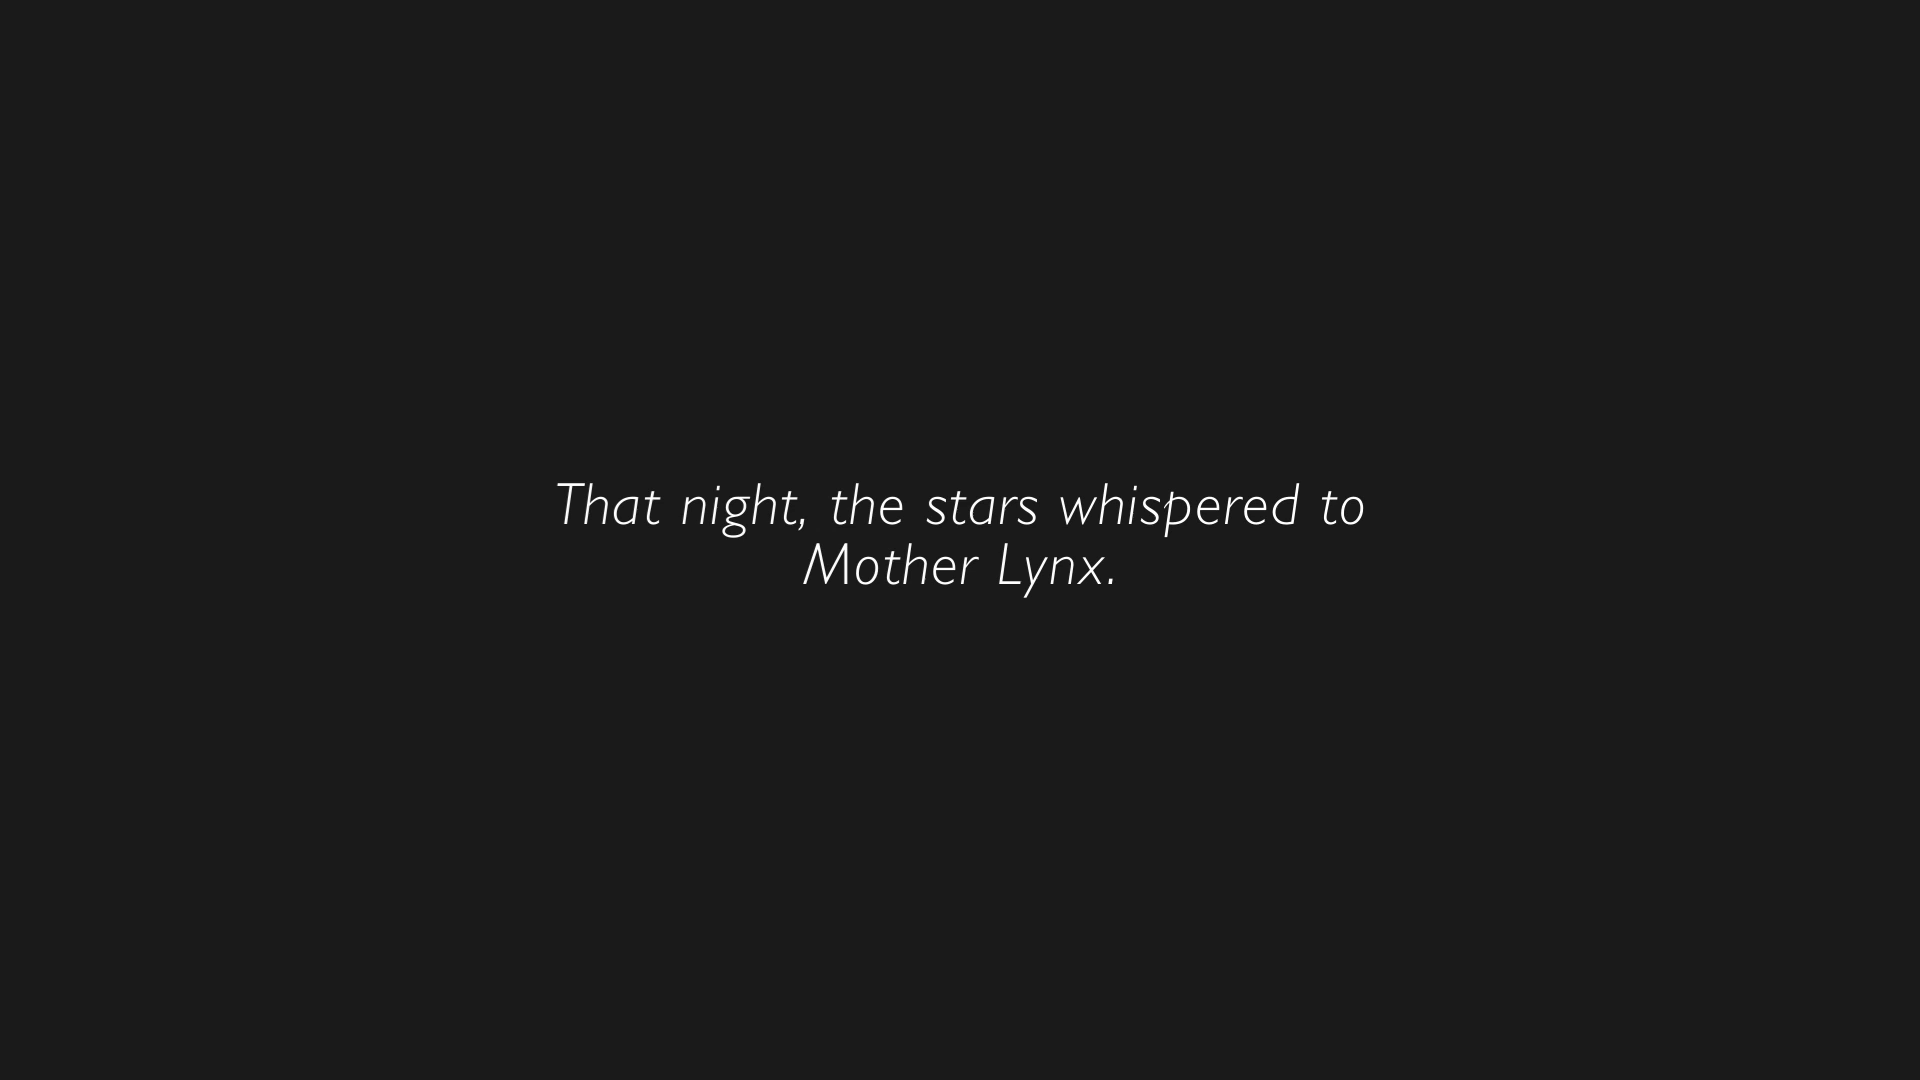 That night, the stars whispered to
Mother Lynx.